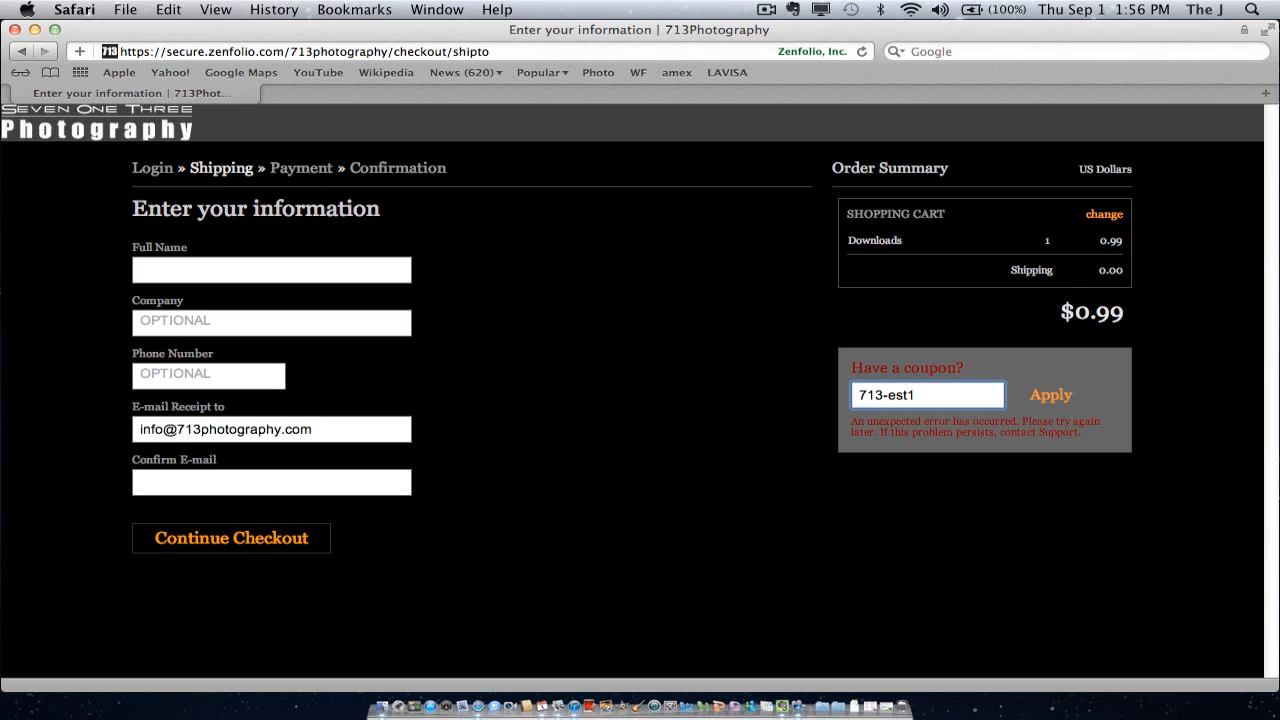 Safari File Edit View History Bookmarks Window Help (100%) Thu Sep 1 1:56 PM The J
Enter your information | 713Photography
713 https://secure.zenfolio.com/713photography/checkout/shipto Zenfolio, Inc. Google
Apple Yahoo! Google Maps YouTube Wikipedia News (620) Popular Photo WF amex LAVISA
Enter your information | 713Phot...
Seven One Three
Photography
Login » Shipping » Payment » Confirmation
Enter your information
Full Name
Company
OPTIONAL
Phone Number
OPTIONAL
E-mail Receipt to
info@713photography.com
Confirm E-mail
Continue Checkout
Order Summary US Dollars
SHOPPING CART change
Downloads 1 0.99
Shipping 0.00
$0.99
Have a coupon?
713-est1 Apply
An unexpected error has occurred. Please try again
later. If this problem persists, contact Support.